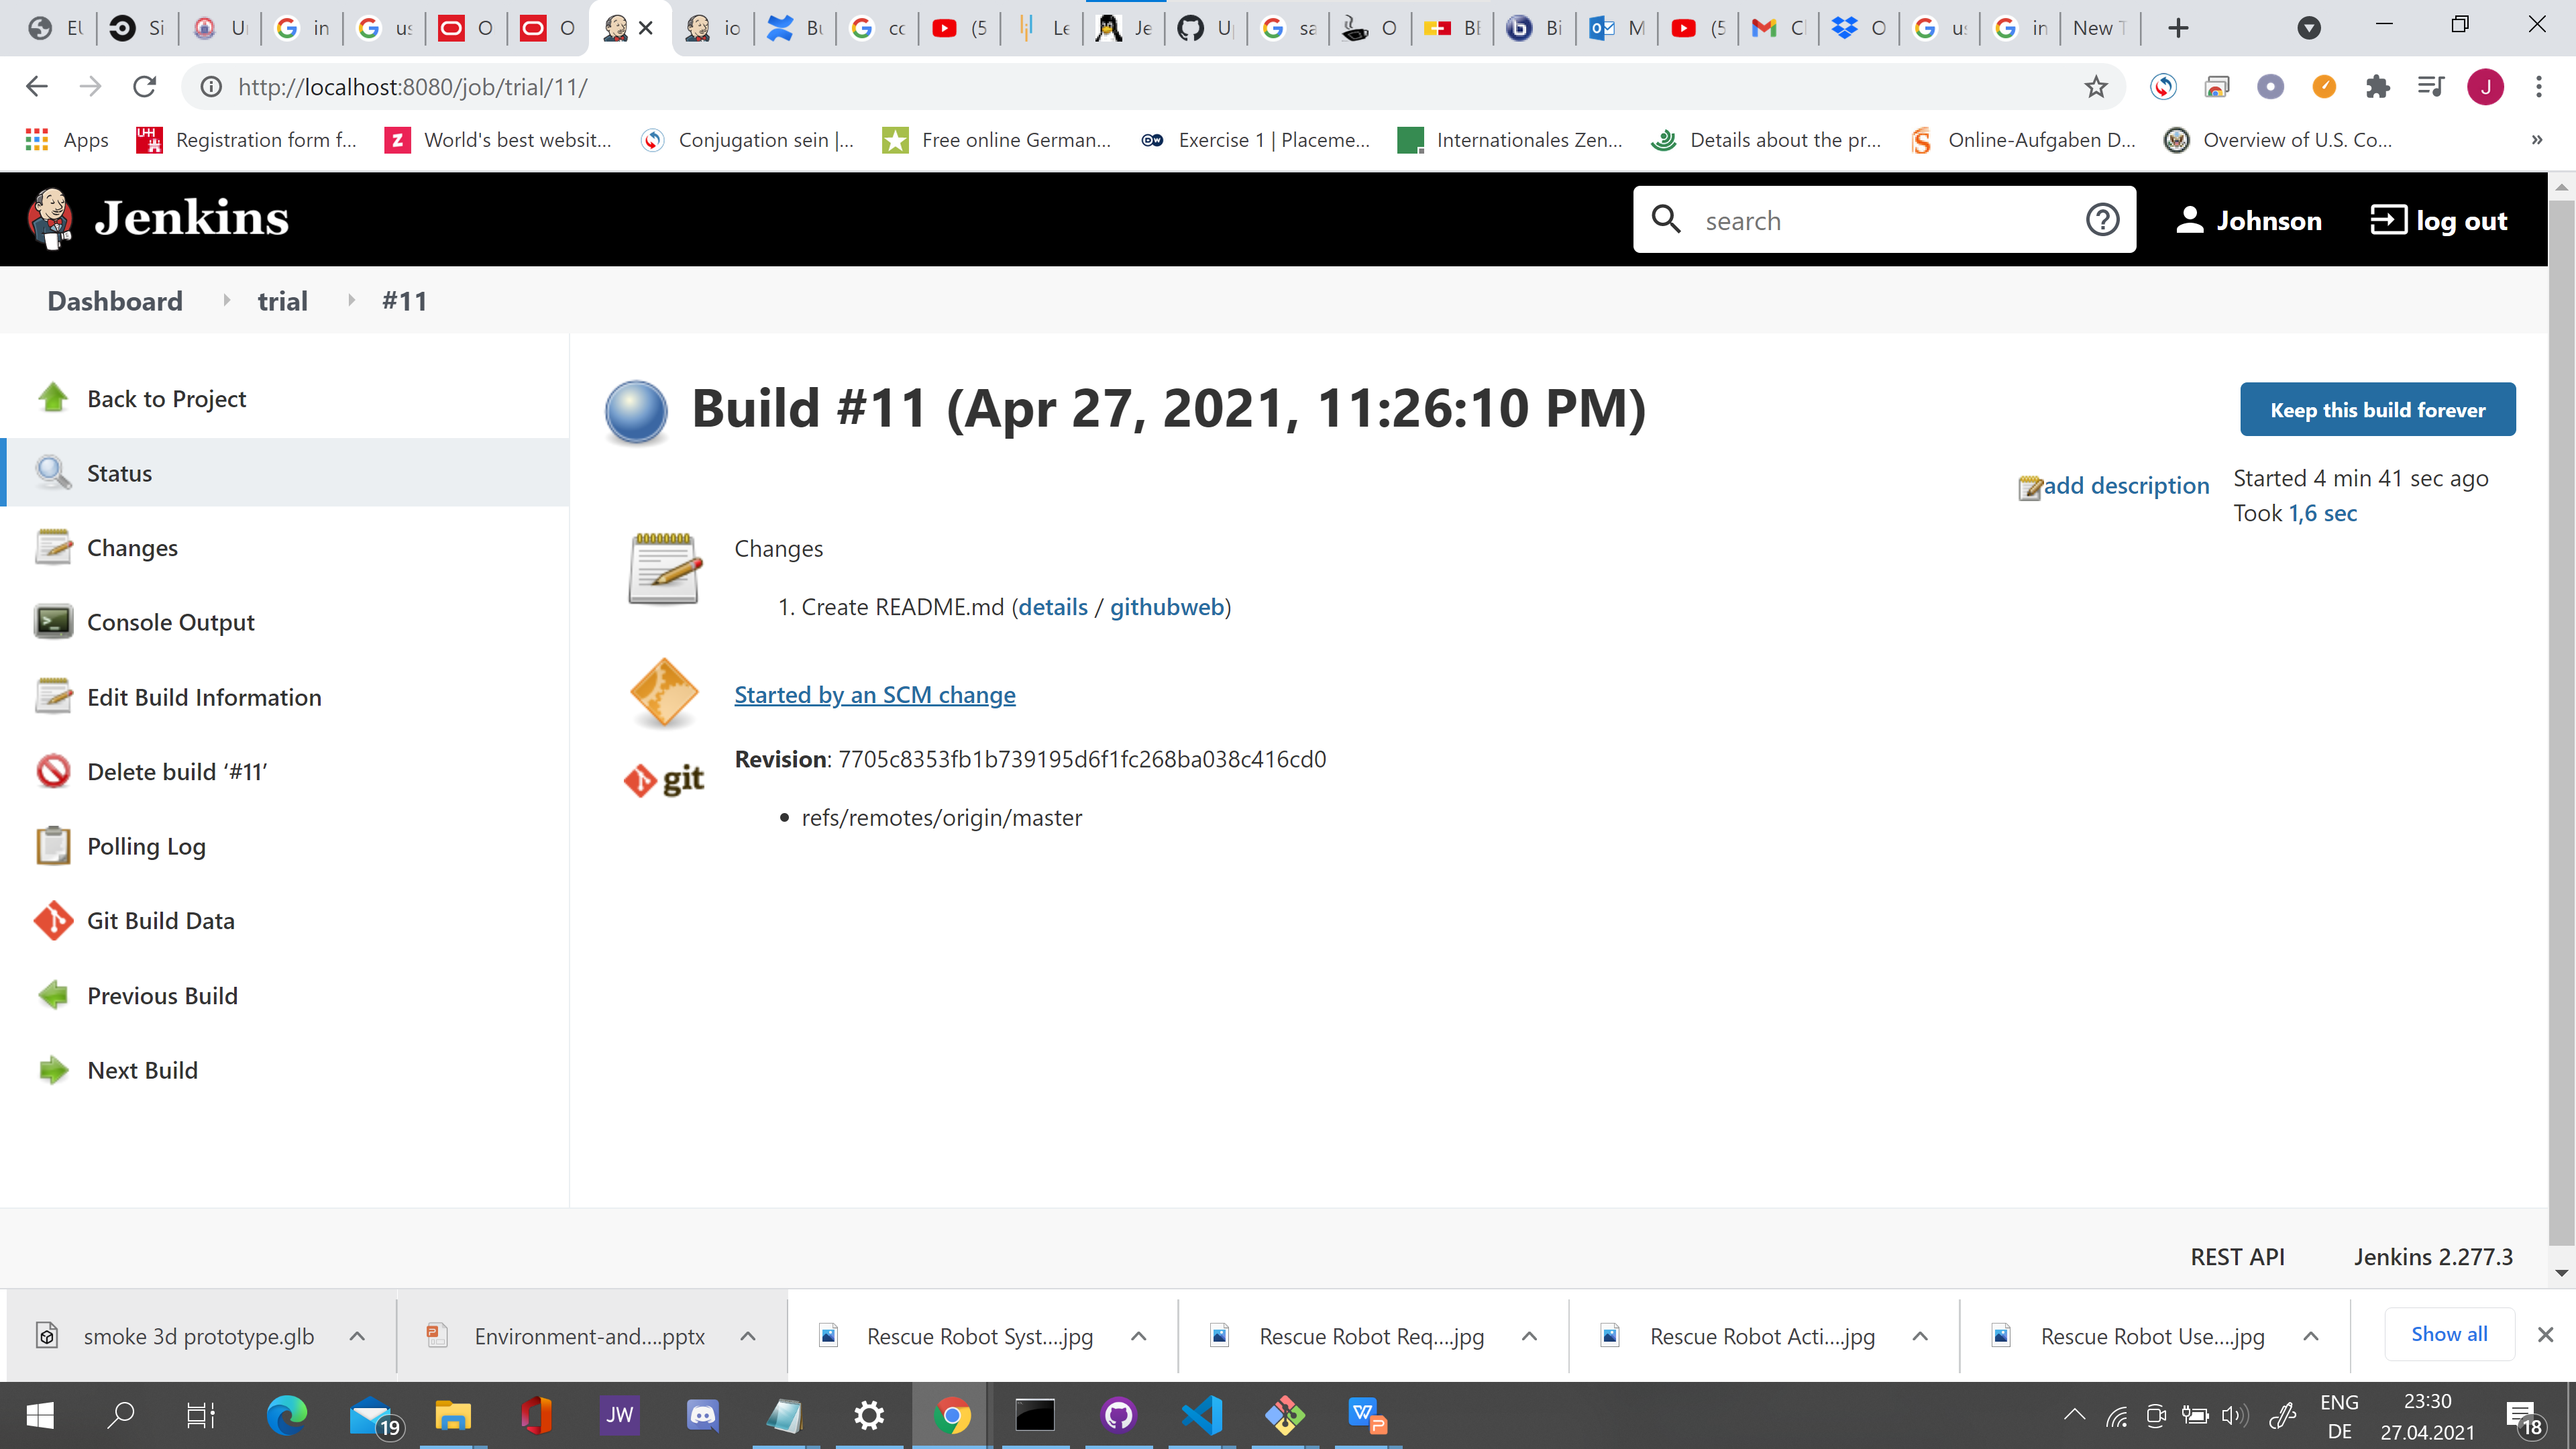 EU
Si
Un
in
us
O
O
io
Bu
cc
(5
Le
Je
Up
sa
O
BE
Bi
M
(5
O
us
in
New T
http://localhost:8080/job/trial/11/
J
Apps
Registration form f...
World's best websit...
Conjugation sein |...
Free online German...
Exercise 1 | Placeme...
Internationales Zen...
Details about the pr...
Online-Aufgaben D...
Overview of U.S. Co...
»
Jenkins
search
Johnson
log out
Dashboard
trial
#11
Back to Project
Status
Changes
Console Output
Edit Build Information
Delete build ‘#11’
Polling Log
Git Build Data
Previous Build
Next Build
Build #11 (Apr 27, 2021, 11:26:10 PM)
Keep this build forever
add description
Started 4 min 41 sec ago
Took 1,6 sec
Changes
1. Create README.md (details / githubweb)
Started by an SCM change
git
Revision: 7705c8353fb1b739195d6f1fc268ba038c416cd0
• refs/remotes/origin/master
REST API
Jenkins 2.277.3
smoke 3d prototype.glb
Environment-and....pptx
Rescue Robot Syst....jpg
Rescue Robot Req....jpg
Rescue Robot Acti....jpg
Rescue Robot Use....jpg
Show all
19
JW
ENG
DE
23:30
27.04.2021
18